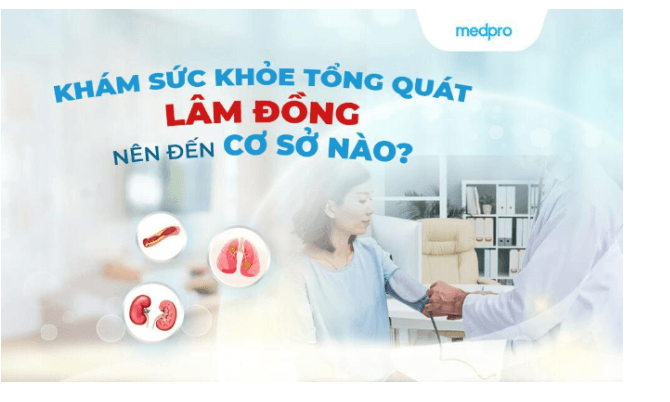 medpro
KHÁM SỨC KHỎE TỔNG QUÁT
LÂM ĐỒNG
NÊN ĐẾN CƠ SỞ NÀO?